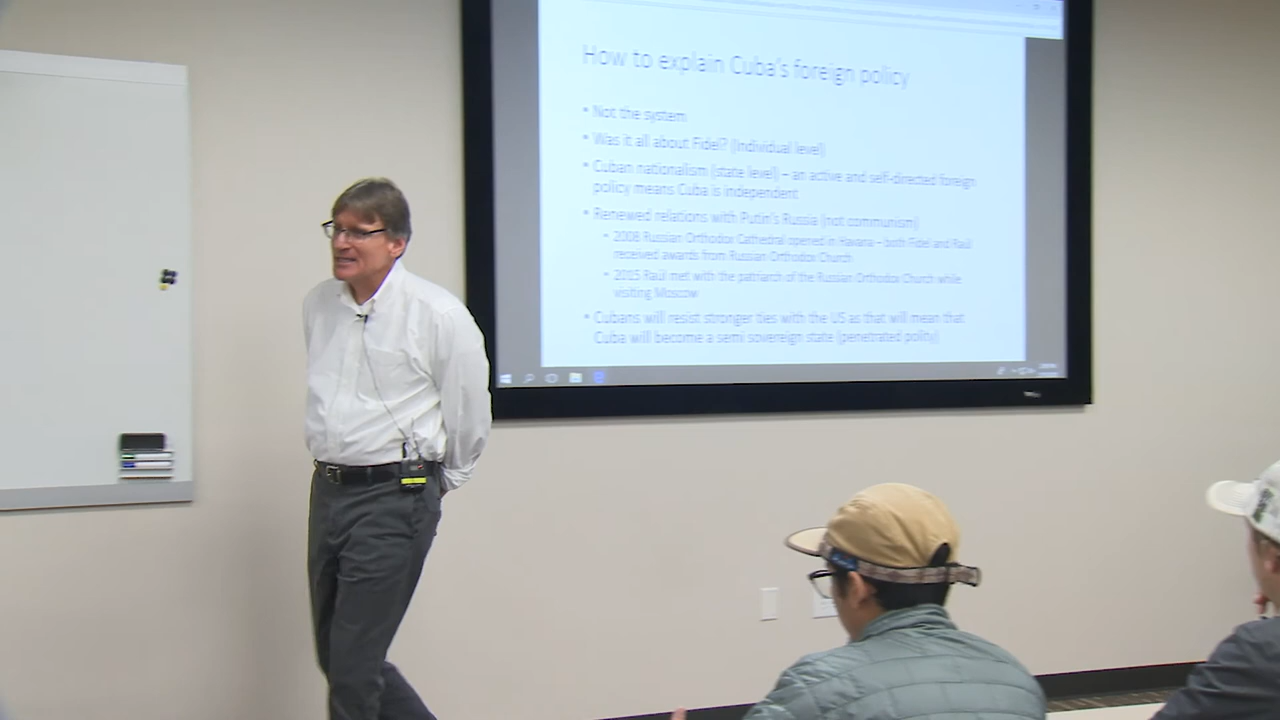 How to explain Cuba's foreign policy
• Not the system
• Was it all about Fidel? (Individual level)
• Cuban nationalism (state level) – an active and self-directed foreign
policy means Cuba is independent
• Renewed relations with Putin's Russia (not communism)
• 2008 Russian Orthodox Cathedral opened in Havana – both Fidel and Raúl
received awards from Russian Orthodox Church
• 2015 Raúl met with the patriarch of the Russian Orthodox Church while
visiting Moscow
• Cubans will resist stronger ties with the US as that will mean that
Cuba will become a semi sovereign state (penetrated polity)